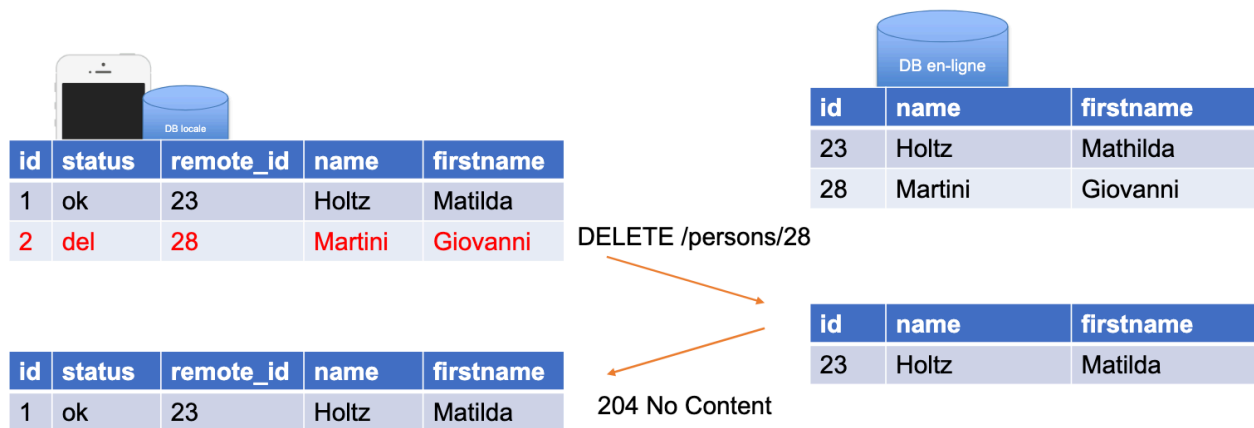 DB en-ligne
DB locale
id name firstname
23 Holtz Mathilda
28 Martini Giovanni
id status remote_id name firstname
1 ok 23 Holtz Matilda
2 del 28 Martini Giovanni
DELETE /persons/28
id name firstname
23 Holtz Matilda
id status remote_id name firstname
1 ok 23 Holtz Matilda
204 No Content